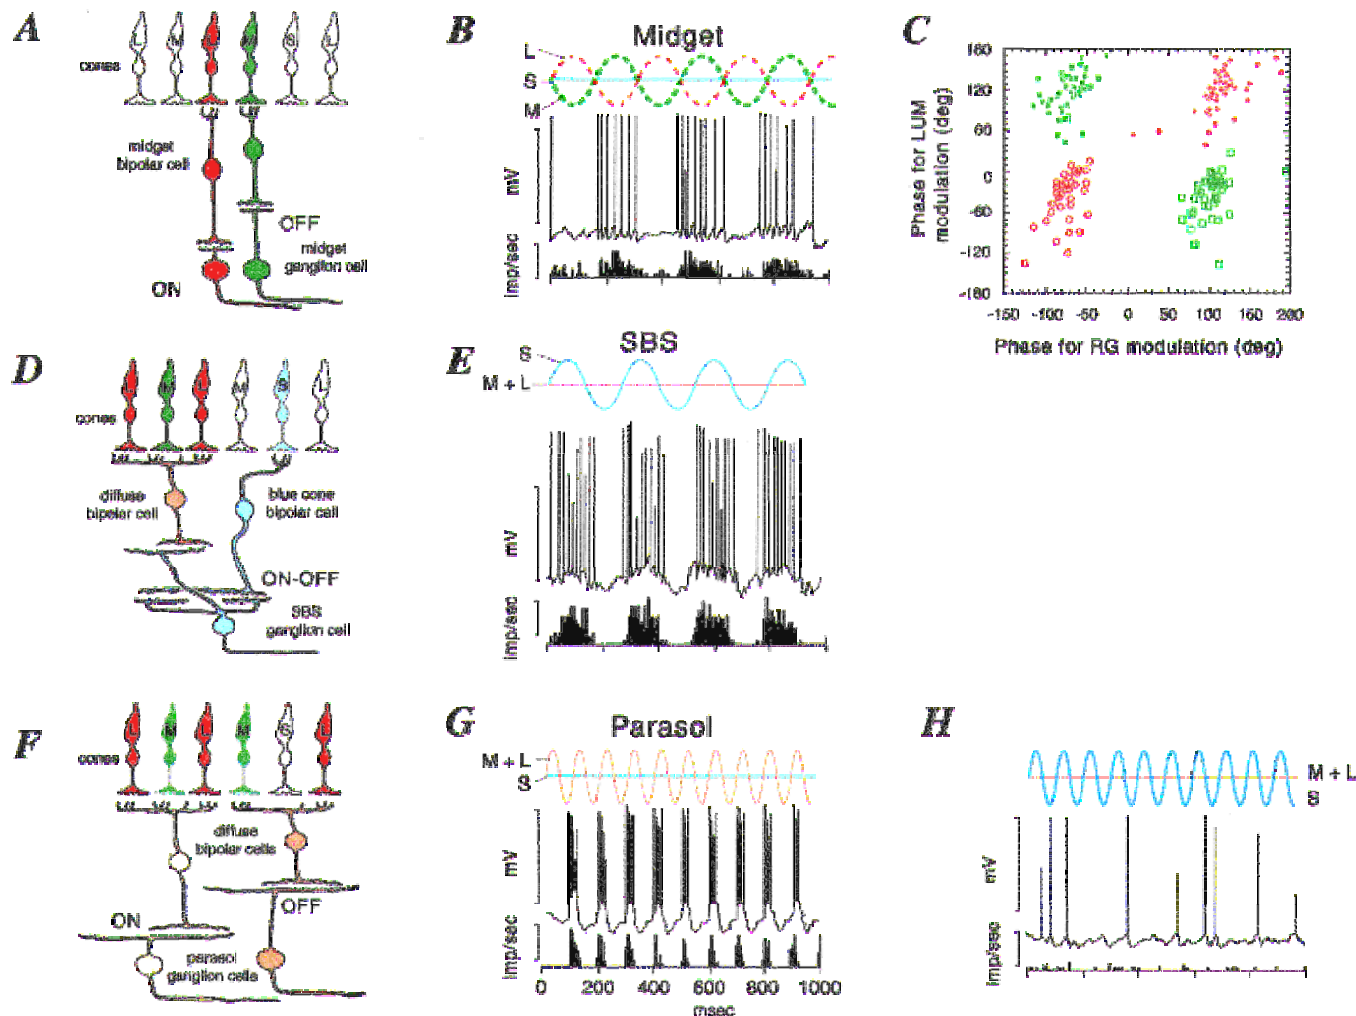 A
L M L M S L
cones
midget
bipolar cell
OFF
midget
ganglion cell
ON
B
Midget
L
S
M
mV
imp/sec
C
Phase for LUM
modulation (deg)
180
120
60
0
-60
-120
-180
-150 -100 -50 0 50 100 150 200
Phase for RG modulation (deg)
D
L M L M S L
cones
diffuse
bipolar cell
blue cone
bipolar cell
ON-OFF
SBS
ganglion cell
E
SBS
S
M + L
mV
imp/sec
F
L M L M S L
cones
diffuse
bipolar cells
ON
OFF
parasol
ganglion cells
G
Parasol
M + L
S
mV
imp/sec
0 200 400 600 800 1000
msec
H
M + L
S
mV
imp/sec